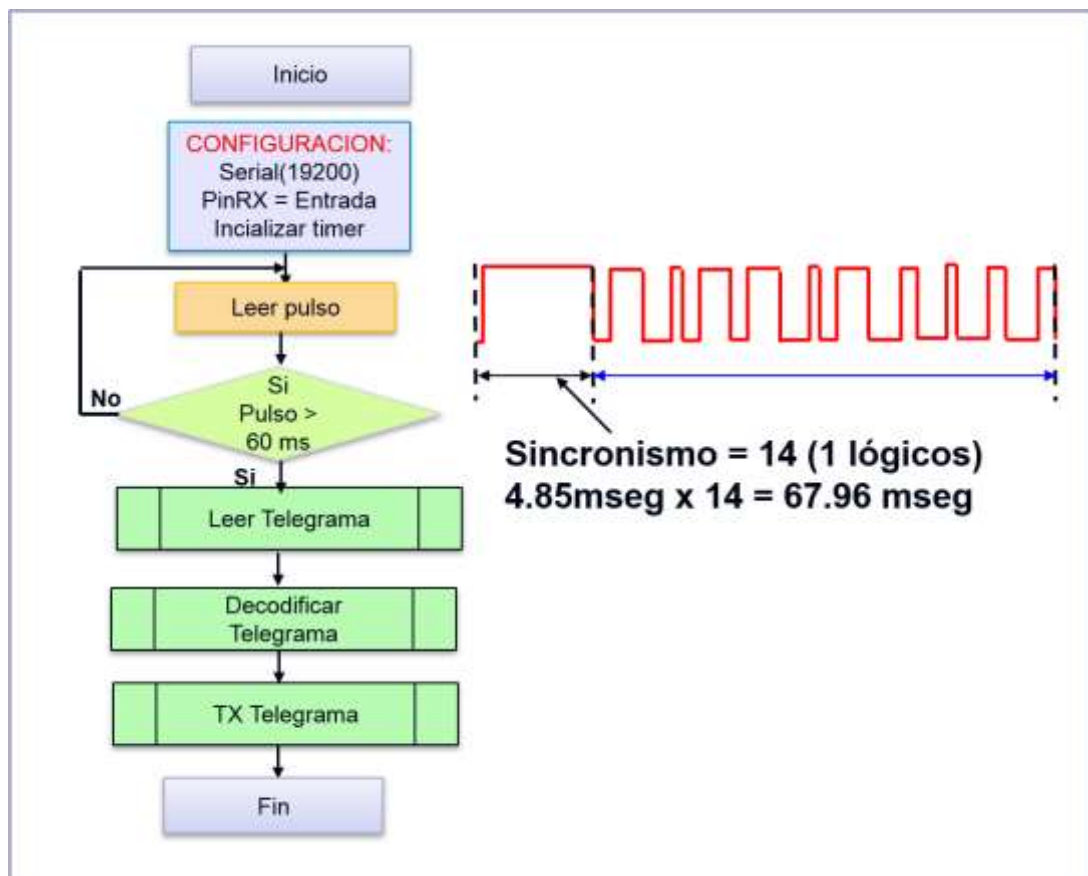 Inicio
CONFIGURACION:
Serial(19200)
PinRX = Entrada
Incializar timer
Leer pulso
Si
Pulso >
60 ms
No
Si
Leer Telegrama
Decodificar
Telegrama
TX Telegrama
Fin
Sincronismo = 14 (1 lógicos)
4.85mseg x 14 = 67.96 mseg